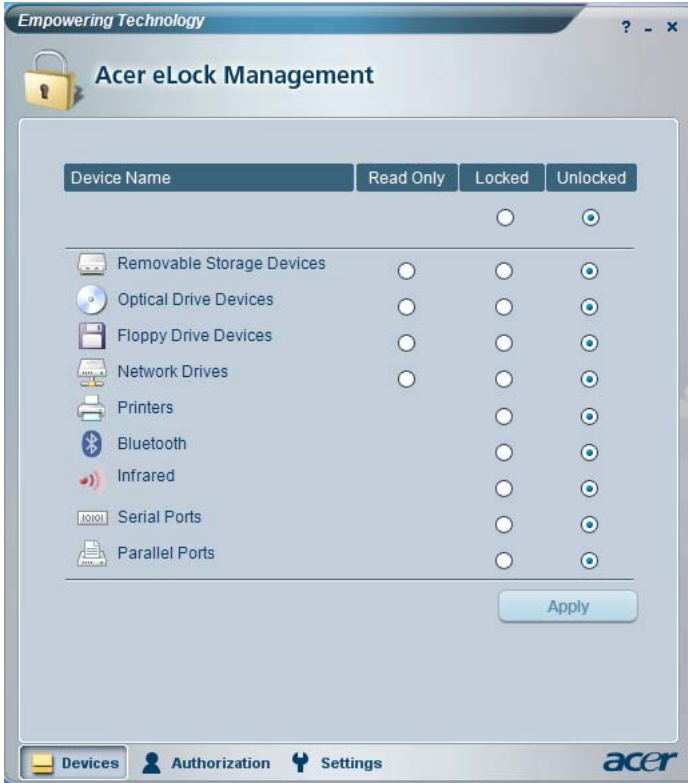 Empowering Technology
? - ×
Acer eLock Management
Device Name Read Only Locked Unlocked
Removable Storage Devices
Optical Drive Devices
Floppy Drive Devices
Network Drives
Printers
Bluetooth
Infrared
10101 Serial Ports
Parallel Ports
Apply
Devices Authorization Settings acer